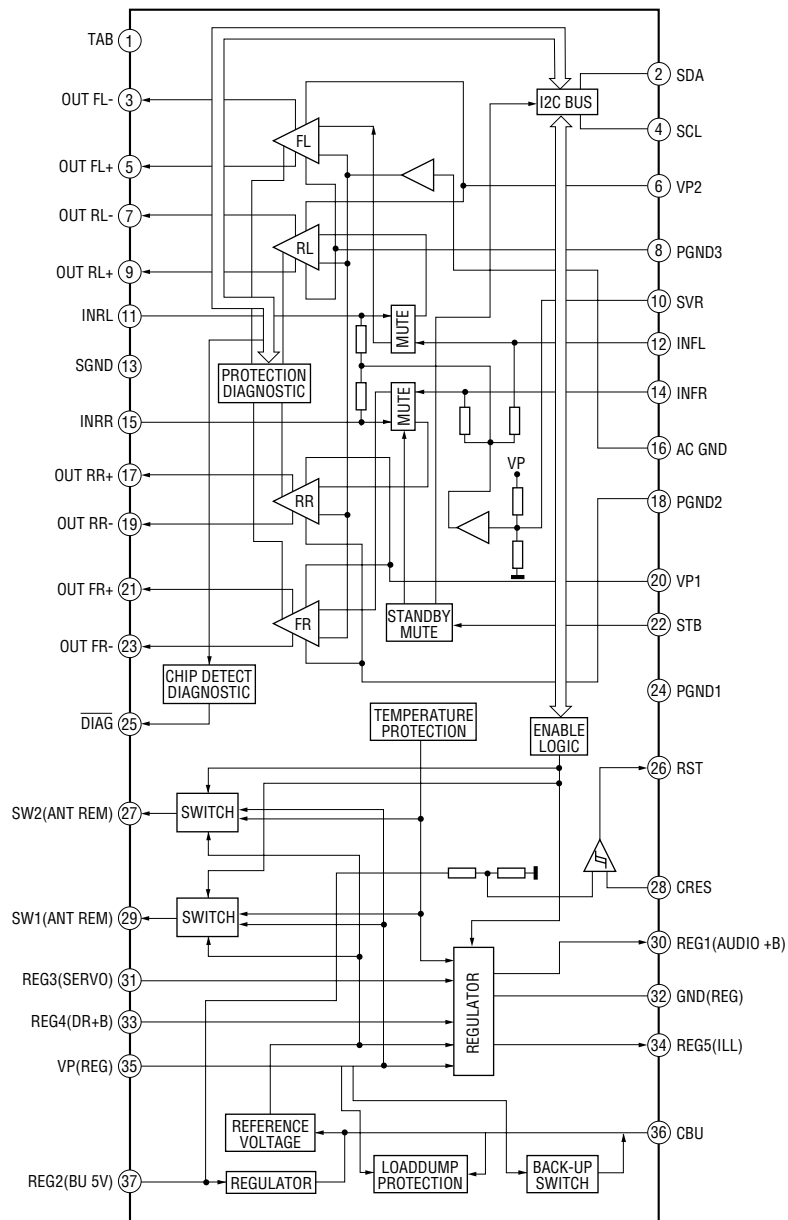 TAB 1
2 SDA
OUT FL- 3
I2C BUS
FL
4 SCL
OUT FL+ 5
6 VP2
OUT RL- 7
RL
8 PGND3
OUT RL+ 9
10 SVR
INRL 11
MUTE
12 INFL
SGND 13
PROTECTION
DIAGNOSTIC
14 INFR
MUTE
INRR 15
16 AC GND
VP
OUT RR+ 17
RR
18 PGND2
OUT RR- 19
20 VP1
OUT FR+ 21
FR
STANDBY
MUTE
22 STB
OUT FR- 23
CHIP DETECT
DIAGNOSTIC
24 PGND1
DIAG 25
TEMPERATURE
PROTECTION
ENABLE
LOGIC
26 RST
SW2(ANT REM) 27
SWITCH
28 CRES
SW1(ANT REM) 29
SWITCH
30 REG1(AUDIO +B)
REG3(SERVO) 31
REGULATOR
32 GND(REG)
REG4(DR+B) 33
34 REG5(ILL)
VP(REG) 35
REFERENCE
VOLTAGE
36 CBU
LOADDUMP
PROTECTION
BACK-UP
SWITCH
REG2(BU 5V) 37
REGULATOR